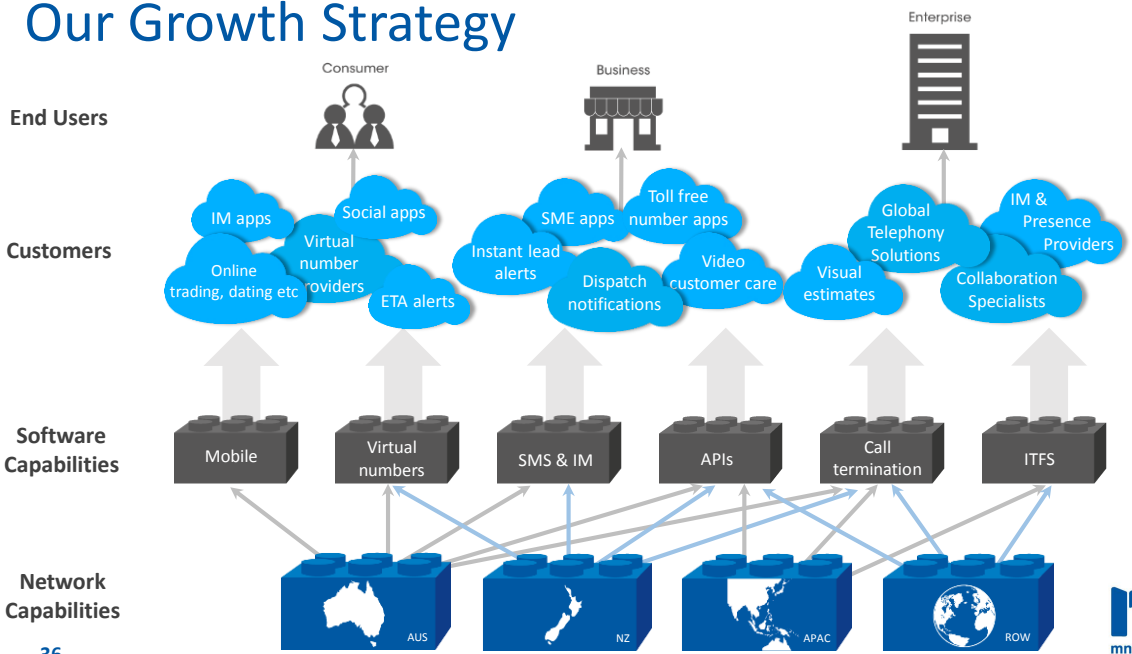 Our Growth Strategy
Enterprise
Consumer
Business
End Users
Customers
IM apps
Social apps
Virtual
number
roviders
Online
trading, dating etc
ETA alerts
SME apps
Toll free
number apps
Instant lead
alerts
Dispatch
notifications
Video
customer care
Global
Telephony
Solutions
IM &
Presence
Providers
Visual
estimates
Collaboration
Specialists
Software
Capabilities
Mobile
Virtual
numbers
SMS & IM
APIs
Call
termination
ITFS
Network
Capabilities
AUS
NZ
APAC
ROW
36
mn